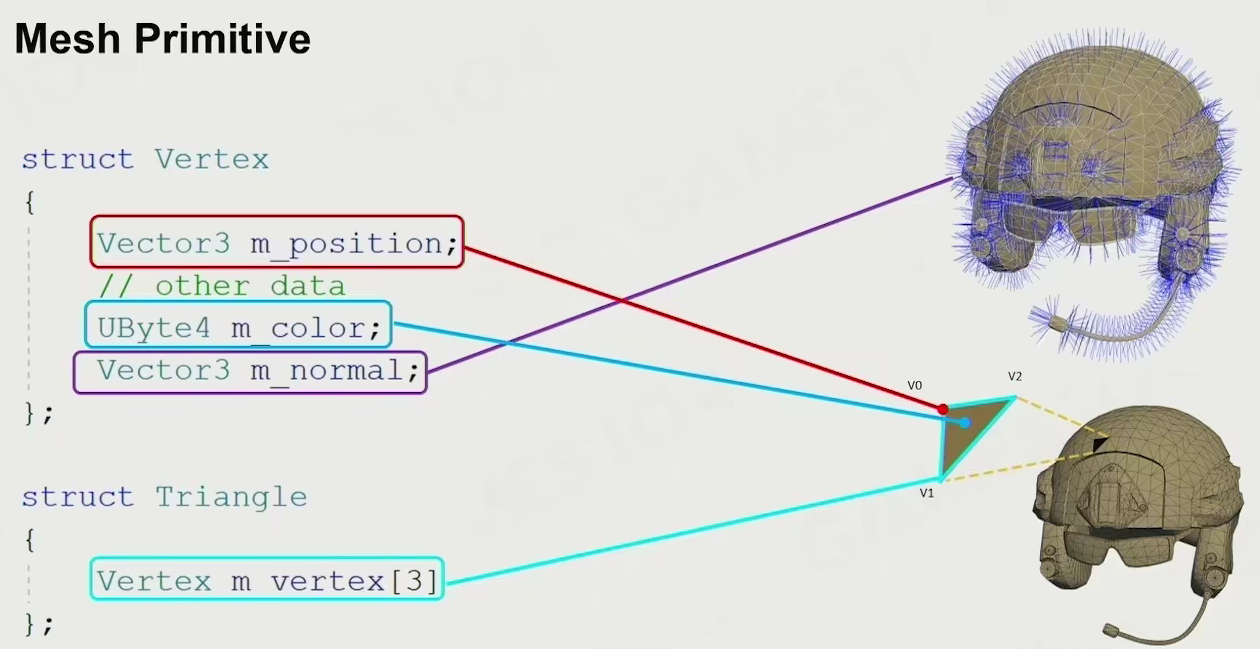 Mesh Primitive
struct Vertex
{
Vector3 m_position;
// other data
UByte4 m_color;
Vector3 m_normal;
};
V0
V2
V1
struct Triangle
{
Vertex m_vertex[3]
};